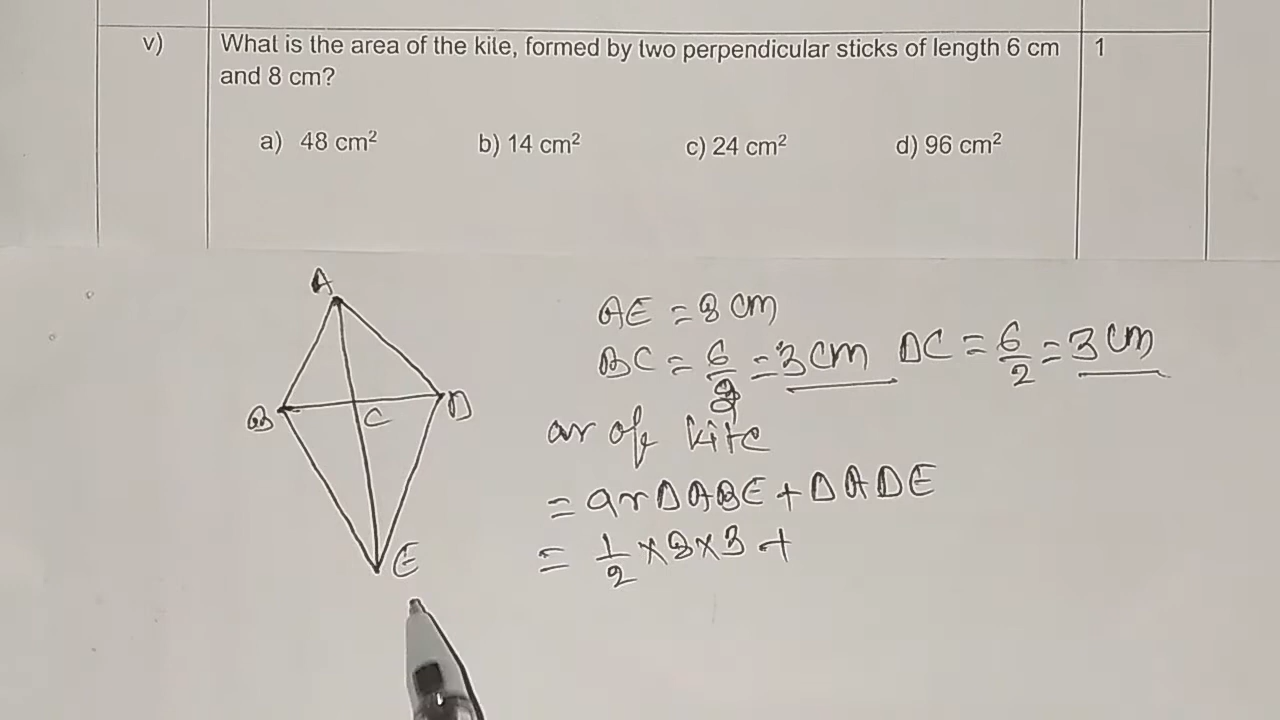 v) What is the area of the kile, formed by two perpendicular sticks of length 6 cm 1
and 8 cm?
a) 48 cm² b) 14 cm² c) 24 cm² d) 96 cm²
A
B C D
E
AE = 8 cm
BC = 6/2 = 3 cm DC = 6/2 = 3 cm
ar of kite
= ar Δ ABE + Δ ADE
= 1/2 × 8 × 3 +